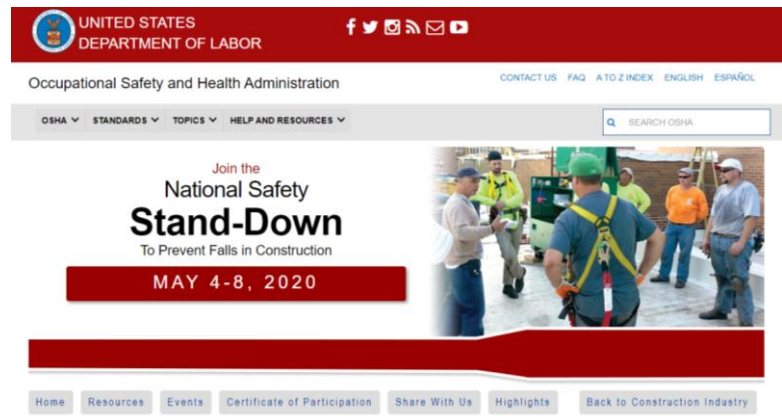 UNITED STATES
DEPARTMENT OF LABOR
Occupational Safety and Health Administration
CONTACT US FAQ A TO Z INDEX ENGLISH ESPAÑOL
OSHA STANDARDS TOPICS HELP AND RESOURCES
SEARCH OSHA
Join the
National Safety
Stand-Down
To Prevent Falls in Construction
MAY 4-8, 2020
Home Resources Events Certificate of Participation Share With Us Highlights Back to Construction Industry